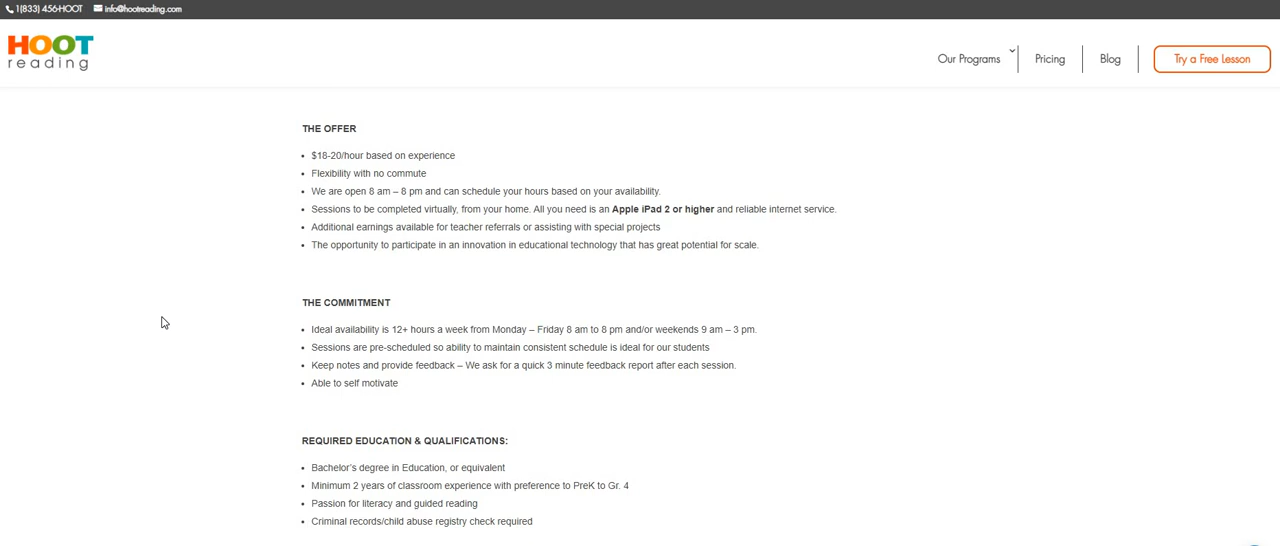 1(833) 456-HOOT info@hootreading.com
HOOT
reading
Our Programs
Pricing
Blog
Try a Free Lesson
THE OFFER
• $18-20/hour based on experience
• Flexibility with no commute
• We are open 8 am – 8 pm and can schedule your hours based on your availability.
• Sessions to be completed virtually, from your home. All you need is an Apple iPad 2 or higher and reliable internet service.
• Additional earnings available for teacher referrals or assisting with special projects
• The opportunity to participate in an innovation in educational technology that has great potential for scale.
THE COMMITMENT
• Ideal availability is 12+ hours a week from Monday – Friday 8 am to 8 pm and/or weekends 9 am – 3 pm.
• Sessions are pre-scheduled so ability to maintain consistent schedule is ideal for our students
• Keep notes and provide feedback – We ask for a quick 3 minute feedback report after each session.
• Able to self motivate
REQUIRED EDUCATION & QUALIFICATIONS:
• Bachelor’s degree in Education, or equivalent
• Minimum 2 years of classroom experience with preference to PreK to Gr. 4
• Passion for literacy and guided reading
• Criminal records/child abuse registry check required